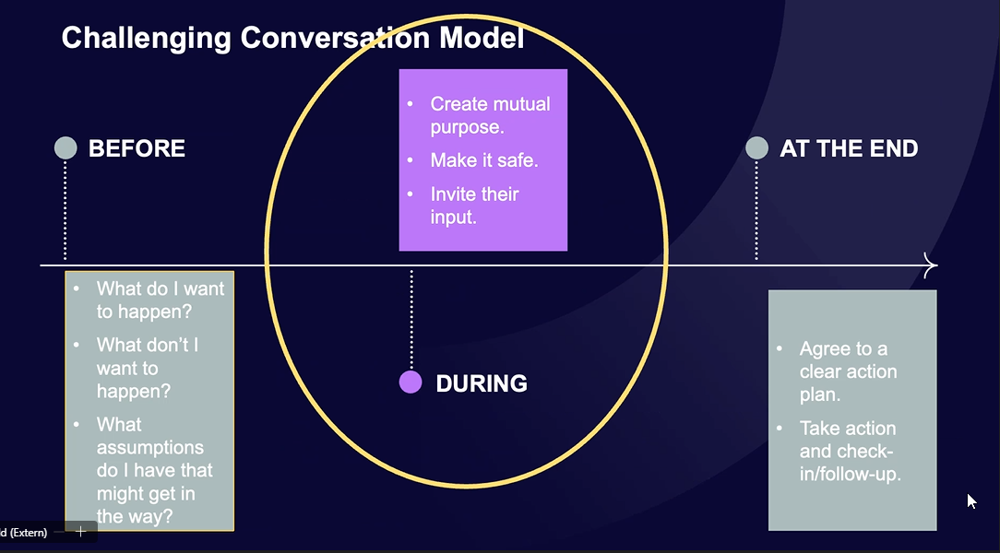 Challenging Conversation Model
BEFORE
• What do I want
to happen?
• What don’t I
want to
happen?
• What
assumptions
do I have that
might get in
the way?
• Create mutual
purpose.
• Make it safe.
• Invite their
input.
DURING
AT THE END
• Agree to a
clear action
plan.
• Take action
and check-
in/follow-up.
(Extern)